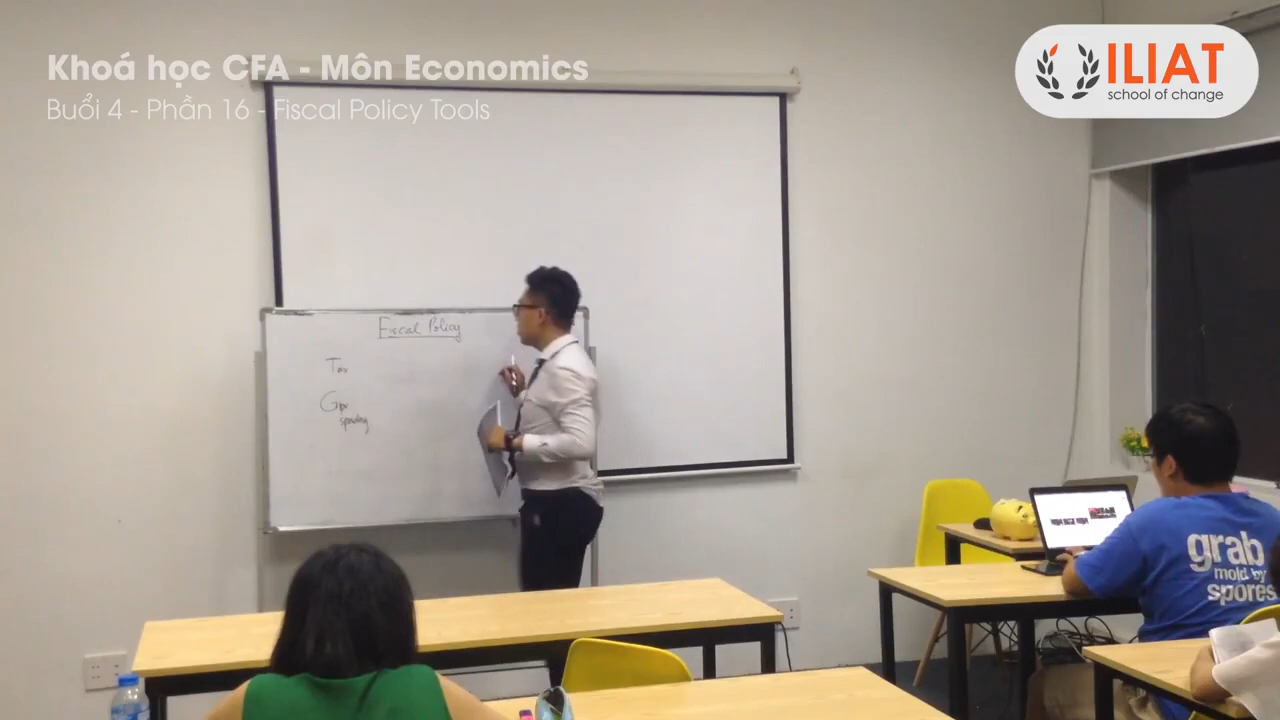 Khoá học CFA - Môn Economics
Buổi 4 - Phần 16 - Fiscal Policy Tools
ILIAT
school of change
Fiscal Policy
Tax
Gov
spending
grab
mold by
spores